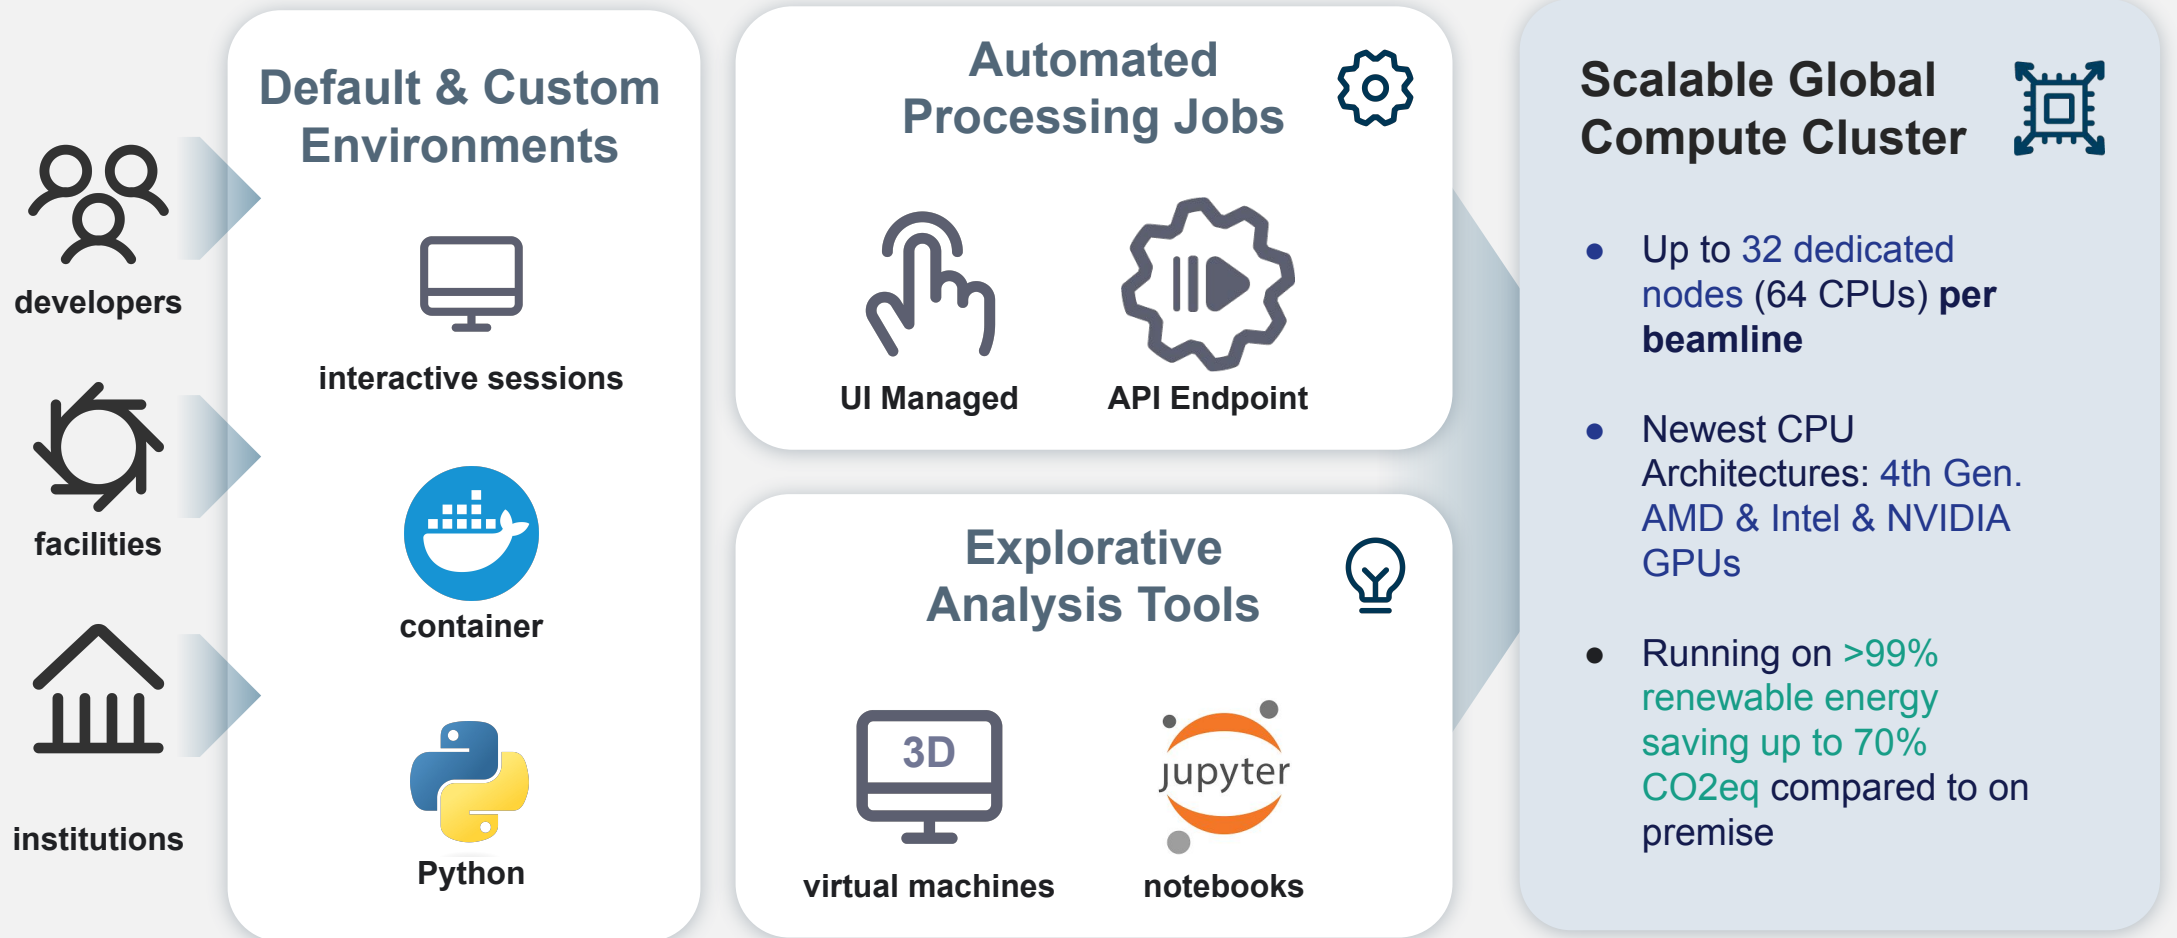 developers
facilities
institutions
Default & Custom
Environments
interactive sessions
container
Python
Automated
Processing Jobs
UI Managed
API Endpoint
Explorative
Analysis Tools
3D
virtual machines
jupyter
notebooks
Scalable Global
Compute Cluster
● Up to 32 dedicated
nodes (64 CPUs) per
beamline
● Newest CPU
Architectures: 4th Gen.
AMD & Intel & NVIDIA
GPUs
● Running on >99%
renewable energy
saving up to 70%
CO2eq compared to on
premise